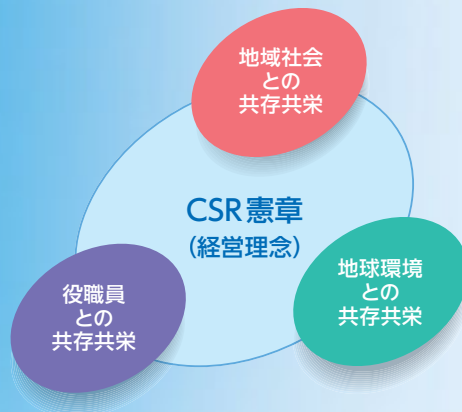 地域社会
との
共存共栄
CSR憲章
(経営理念)
地球環境
との
共存共栄
役職員
との
共存共栄